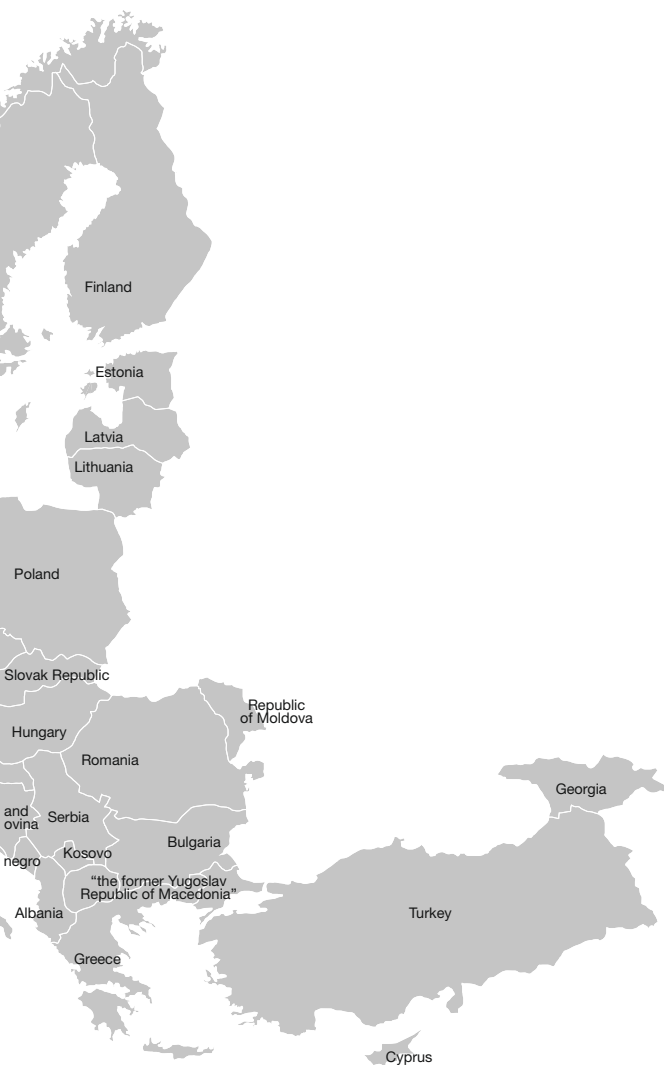 Finland
Estonia
Latvia
Lithuania
Poland
Slovak Republic
Republic
of Moldova
Hungary
Romania
Georgia
and
ovina
Serbia
Bulgaria
Kosovo
negro
“the former Yugoslav
Republic of Macedonia”
Albania
Turkey
Greece
Cyprus